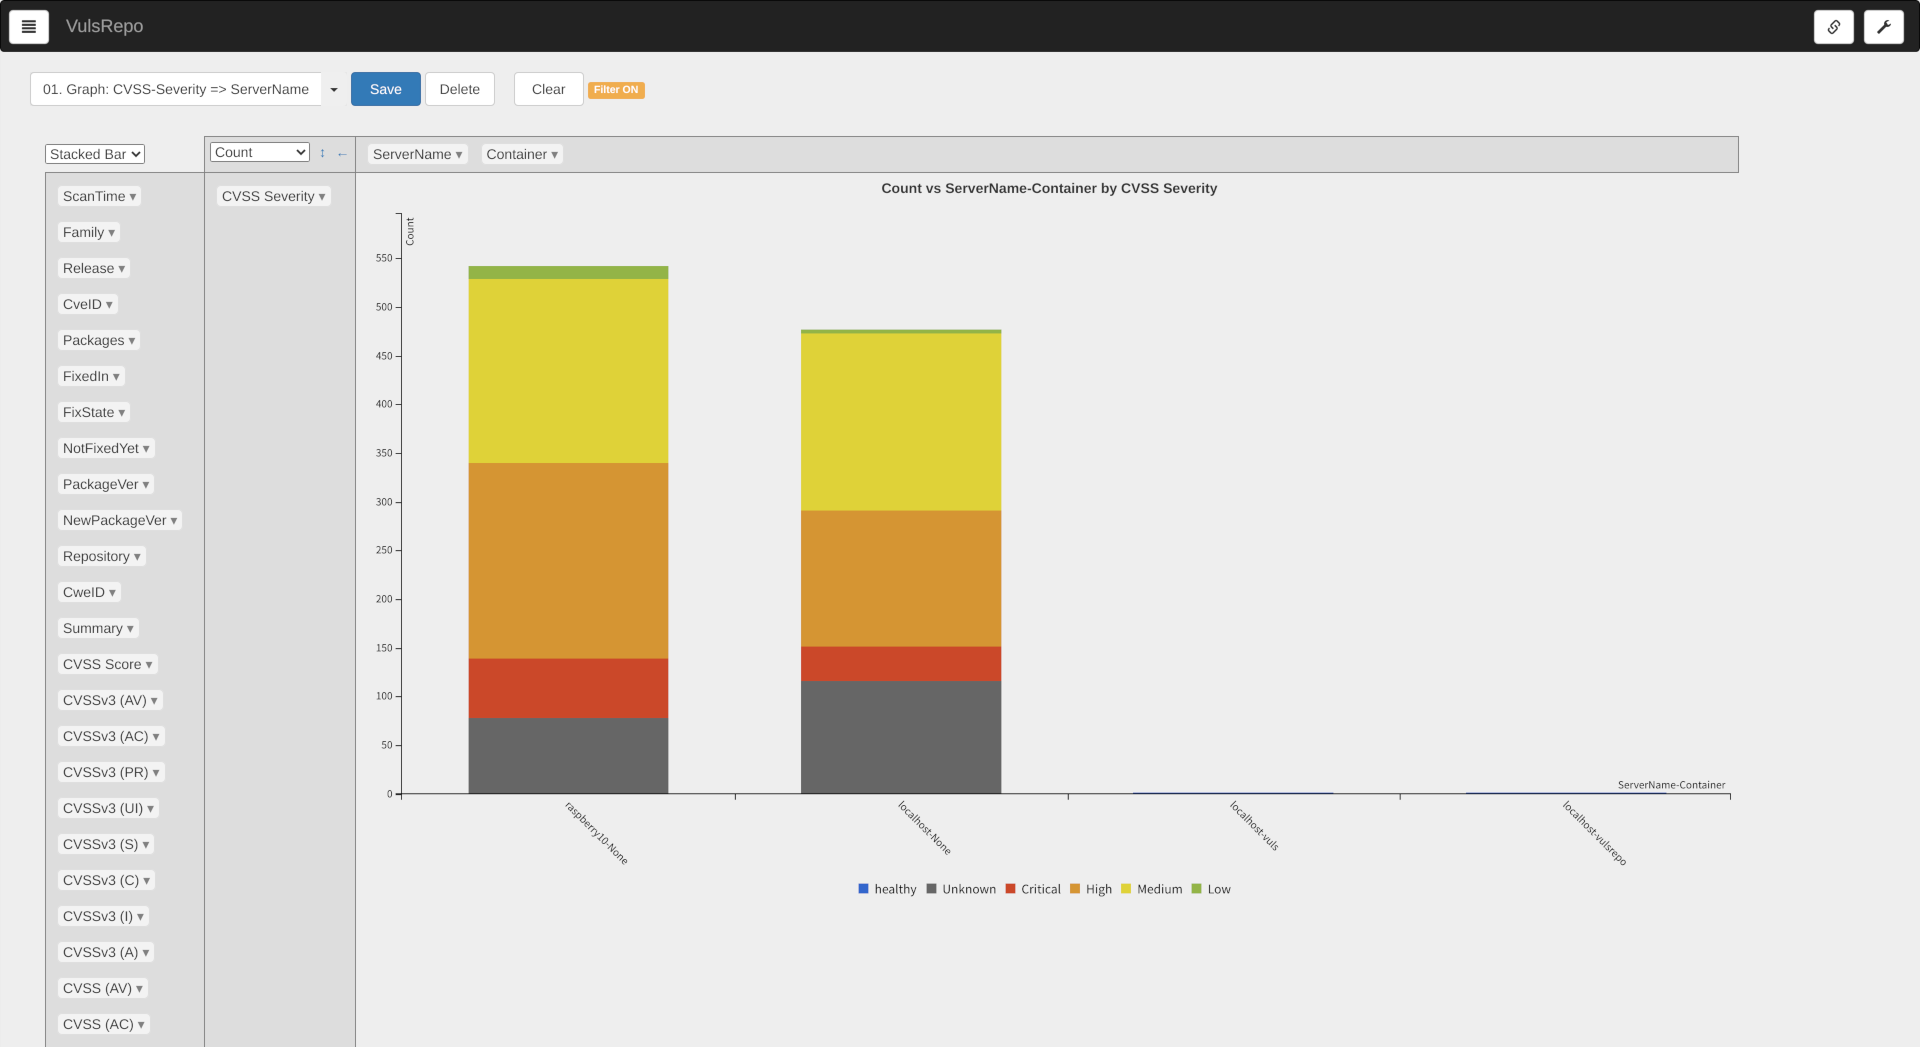 VulsRepo
01. Graph: CVSS-Severity => ServerName
Save
Delete
Clear
Filter ON
Stacked Bar
Count
↕ ←
ServerName ▾
Container ▾
ScanTime ▾
Family ▾
Release ▾
CveID ▾
Packages ▾
FixedIn ▾
FixState ▾
NotFixedYet ▾
PackageVer ▾
NewPackageVer ▾
Repository ▾
CweID ▾
Summary ▾
CVSS Score ▾
CVSSv3 (AV) ▾
CVSSv3 (AC) ▾
CVSSv3 (PR) ▾
CVSSv3 (UI) ▾
CVSSv3 (S) ▾
CVSSv3 (C) ▾
CVSSv3 (I) ▾
CVSSv3 (A) ▾
CVSS (AV) ▾
CVSS (AC) ▾
CVSS Severity ▾
Count vs ServerName-Container by CVSS Severity
Count
550
500
450
400
350
300
250
200
150
100
50
0
ServerName-Container
raspberry10-None
localhost-None
localhost-vuls
localhost-vulsrepo
healthy Unknown Critical High Medium Low